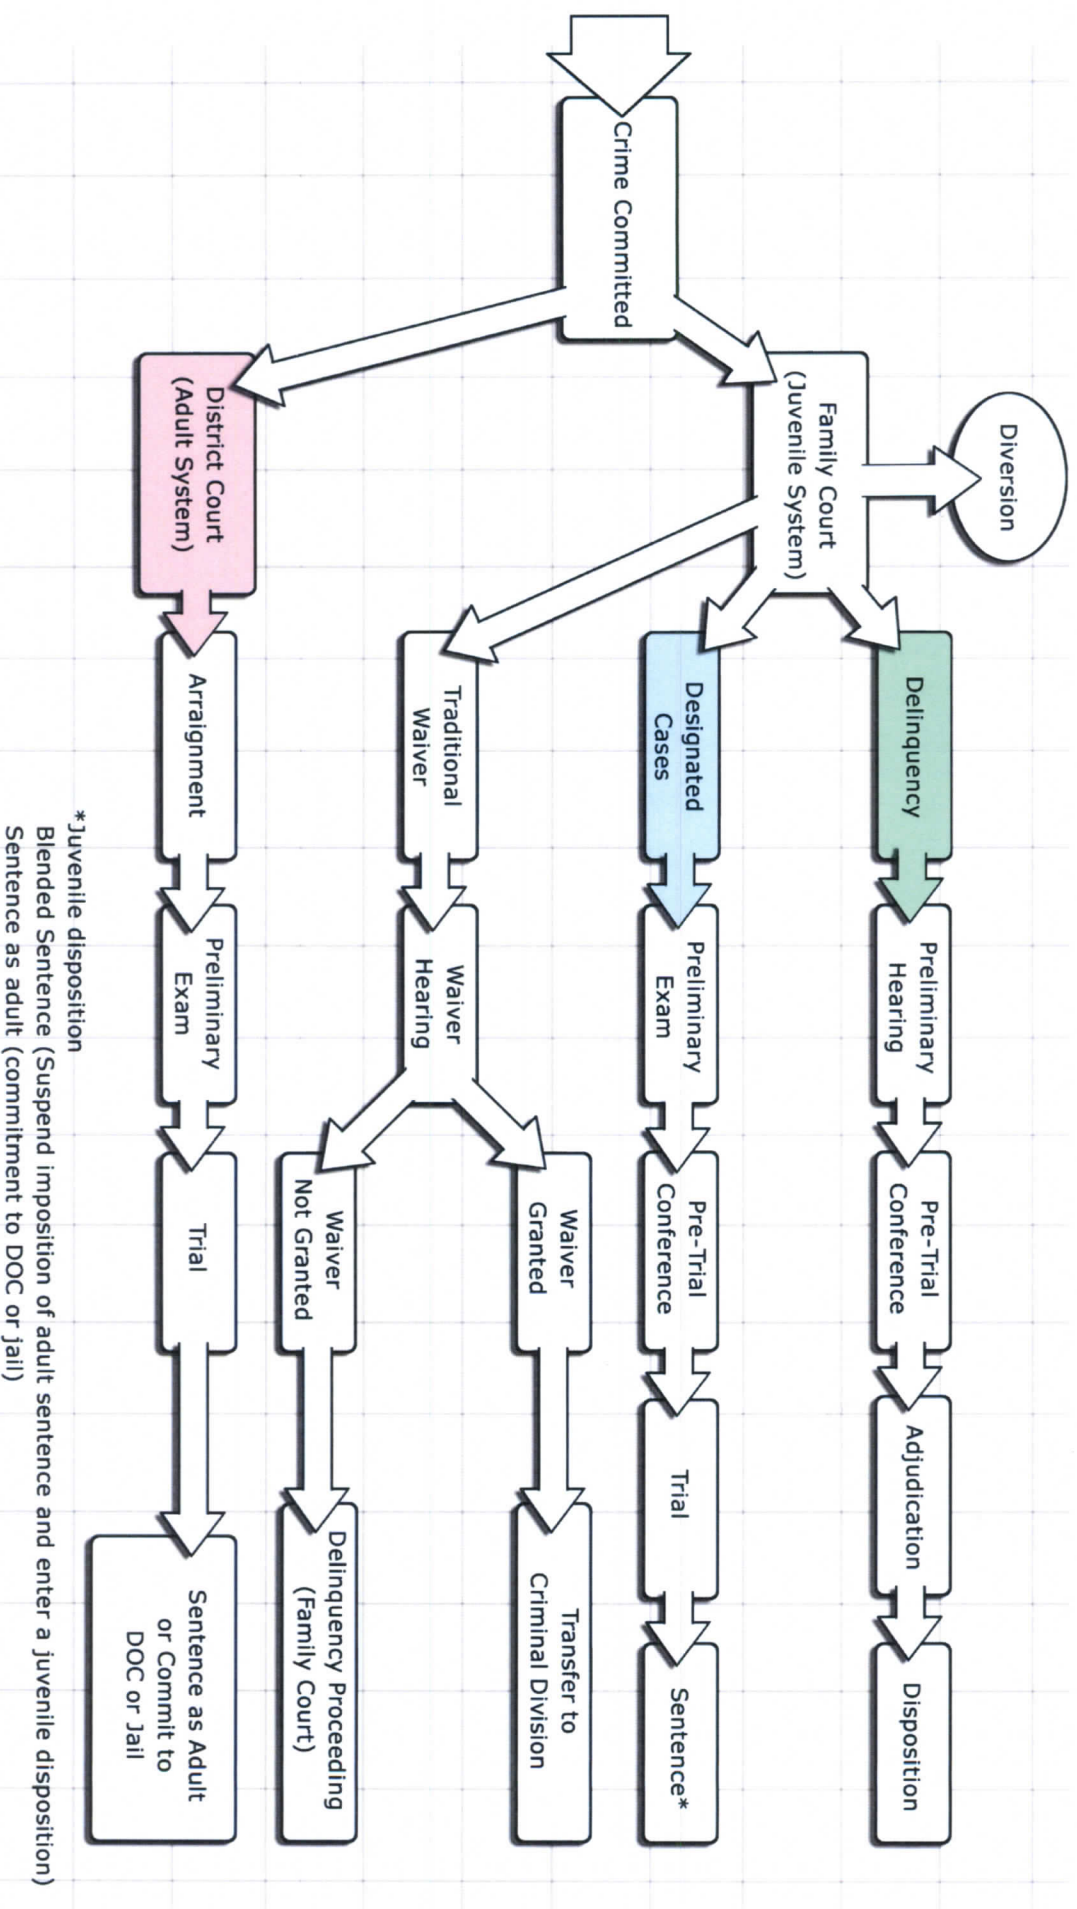 Diversion
Crime Committed
Family Court
(Juvenile System)
Delinquency
Preliminary
Hearing
Pre-Trial
Conference
Adjudication
Disposition
Designated
Cases
Preliminary
Exam
Pre-Trial
Conference
Trial
Sentence*
Traditional
Waiver
Waiver
Hearing
Waiver
Granted
Transfer to
Criminal Division
Waiver
Not Granted
Delinquency Proceeding
(Family Court)
District Court
(Adult System)
Arraignment
Preliminary
Exam
Trial
Sentence as Adult
or Commit to
DOC or Jail
*Juvenile disposition
Blended Sentence (Suspend imposition of adult sentence and enter a juvenile disposition)
Sentence as adult (commitment to DOC or jail)